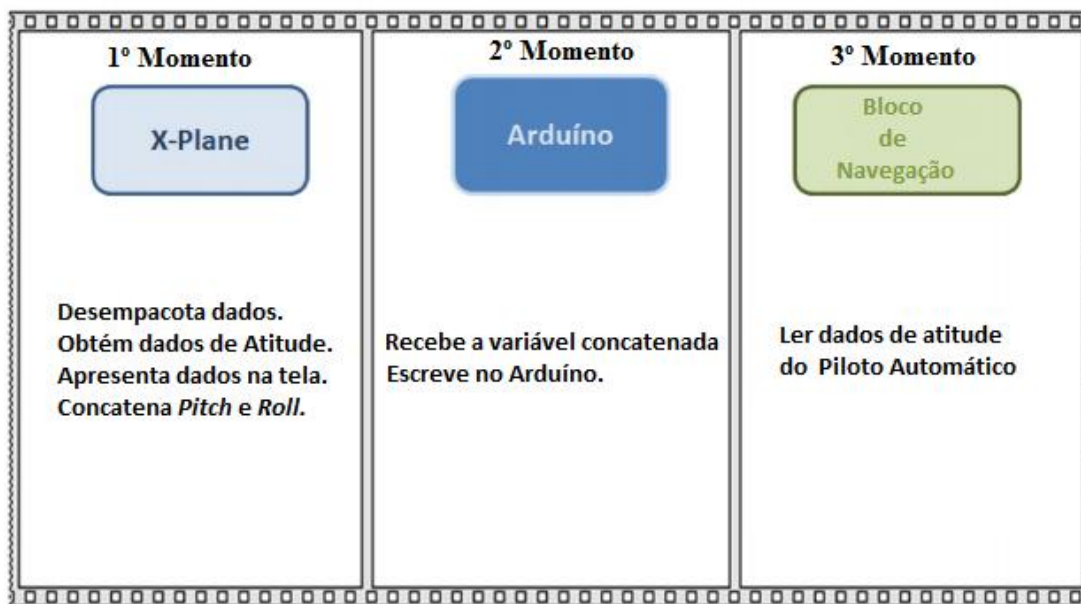 1º Momento
X-Plane
Desempacota dados.
Obtém dados de Atitude.
Apresenta dados na tela.
Concatena Pitch e Roll.
2º Momento
Arduíno
Recebe a variável concatenada
Escreve no Arduíno.
3º Momento
Bloco
de
Navegação
Ler dados de atitude
do Piloto Automático